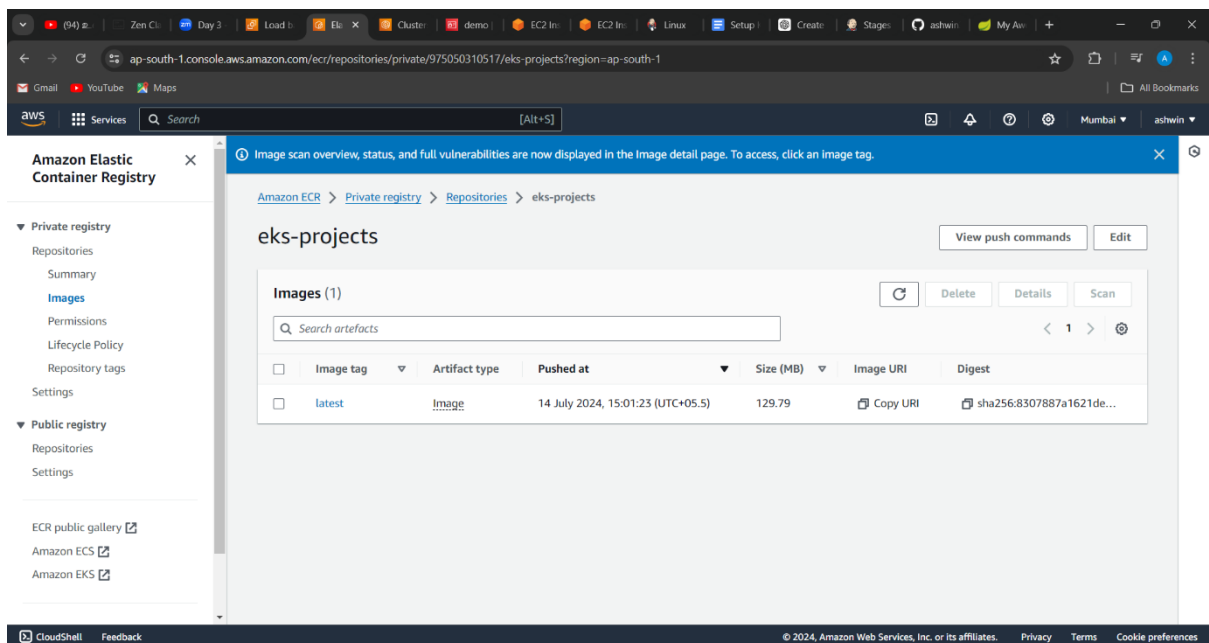 (94) Zen Cl Day 3 Load b Ela Cluster demo EC2 Ins EC2 Ins Linux Setup Create Stages ashwin My Aw
ap-south-1.console.aws.amazon.com/ecr/repositories/private/975050310517/eks-projects?region=ap-south-1
A
Gmail YouTube Maps All Bookmarks
aws Services Search [Alt+S] Mumbai ashwin
Amazon Elastic
Container Registry
Private registry
Repositories
Summary
Images
Permissions
Lifecycle Policy
Repository tags
Settings
Public registry
Repositories
Settings
ECR public gallery
Amazon ECS
Amazon EKS
Image scan overview, status, and full vulnerabilities are now displayed in the Image detail page. To access, click an image tag.
Amazon ECR > Private registry > Repositories > eks-projects
eks-projects View push commands Edit
Images (1) Delete Details Scan
Search artefacts 1
Image tag Artifact type Pushed at Size (MB) Image URI Digest
latest Image 14 July 2024, 15:01:23 (UTC+05.5) 129.79 Copy URI sha256:8307887a1621de...
CloudShell Feedback © 2024, Amazon Web Services, Inc. or its affiliates. Privacy Terms Cookie preferences